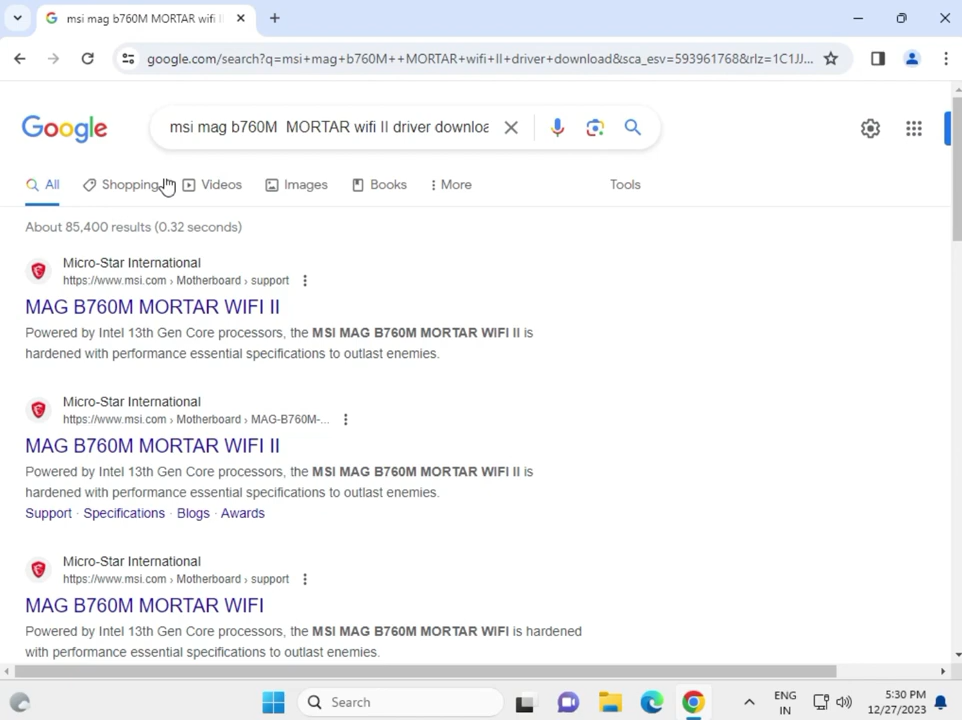 msi mag b760M MORTAR wifi I
google.com/search?q=msi+mag+b760M++MORTAR+wifi+II+driver+download&sca_esv=593961768&rlz=1C1JJ...
Google
msi mag b760M  MORTAR wifi II driver downloa
All
Shopping
Videos
Images
Books
More
Tools
About 85,400 results (0.32 seconds)
Micro-Star International
https://www.msi.com › Motherboard › support
MAG B760M MORTAR WIFI II
Powered by Intel 13th Gen Core processors, the MSI MAG B760M MORTAR WIFI II is
hardened with performance essential specifications to outlast enemies.
Micro-Star International
https://www.msi.com › Motherboard › MAG-B760M-...
MAG B760M MORTAR WIFI II
Powered by Intel 13th Gen Core processors, the MSI MAG B760M MORTAR WIFI II is
hardened with performance essential specifications to outlast enemies.
Support · Specifications · Blogs · Awards
Micro-Star International
https://www.msi.com › Motherboard › support
MAG B760M MORTAR WIFI
Powered by Intel 13th Gen Core processors, the MSI MAG B760M MORTAR WIFI is hardened
with performance essential specifications to outlast enemies.
Search
ENG
IN
5:30 PM
12/27/2023